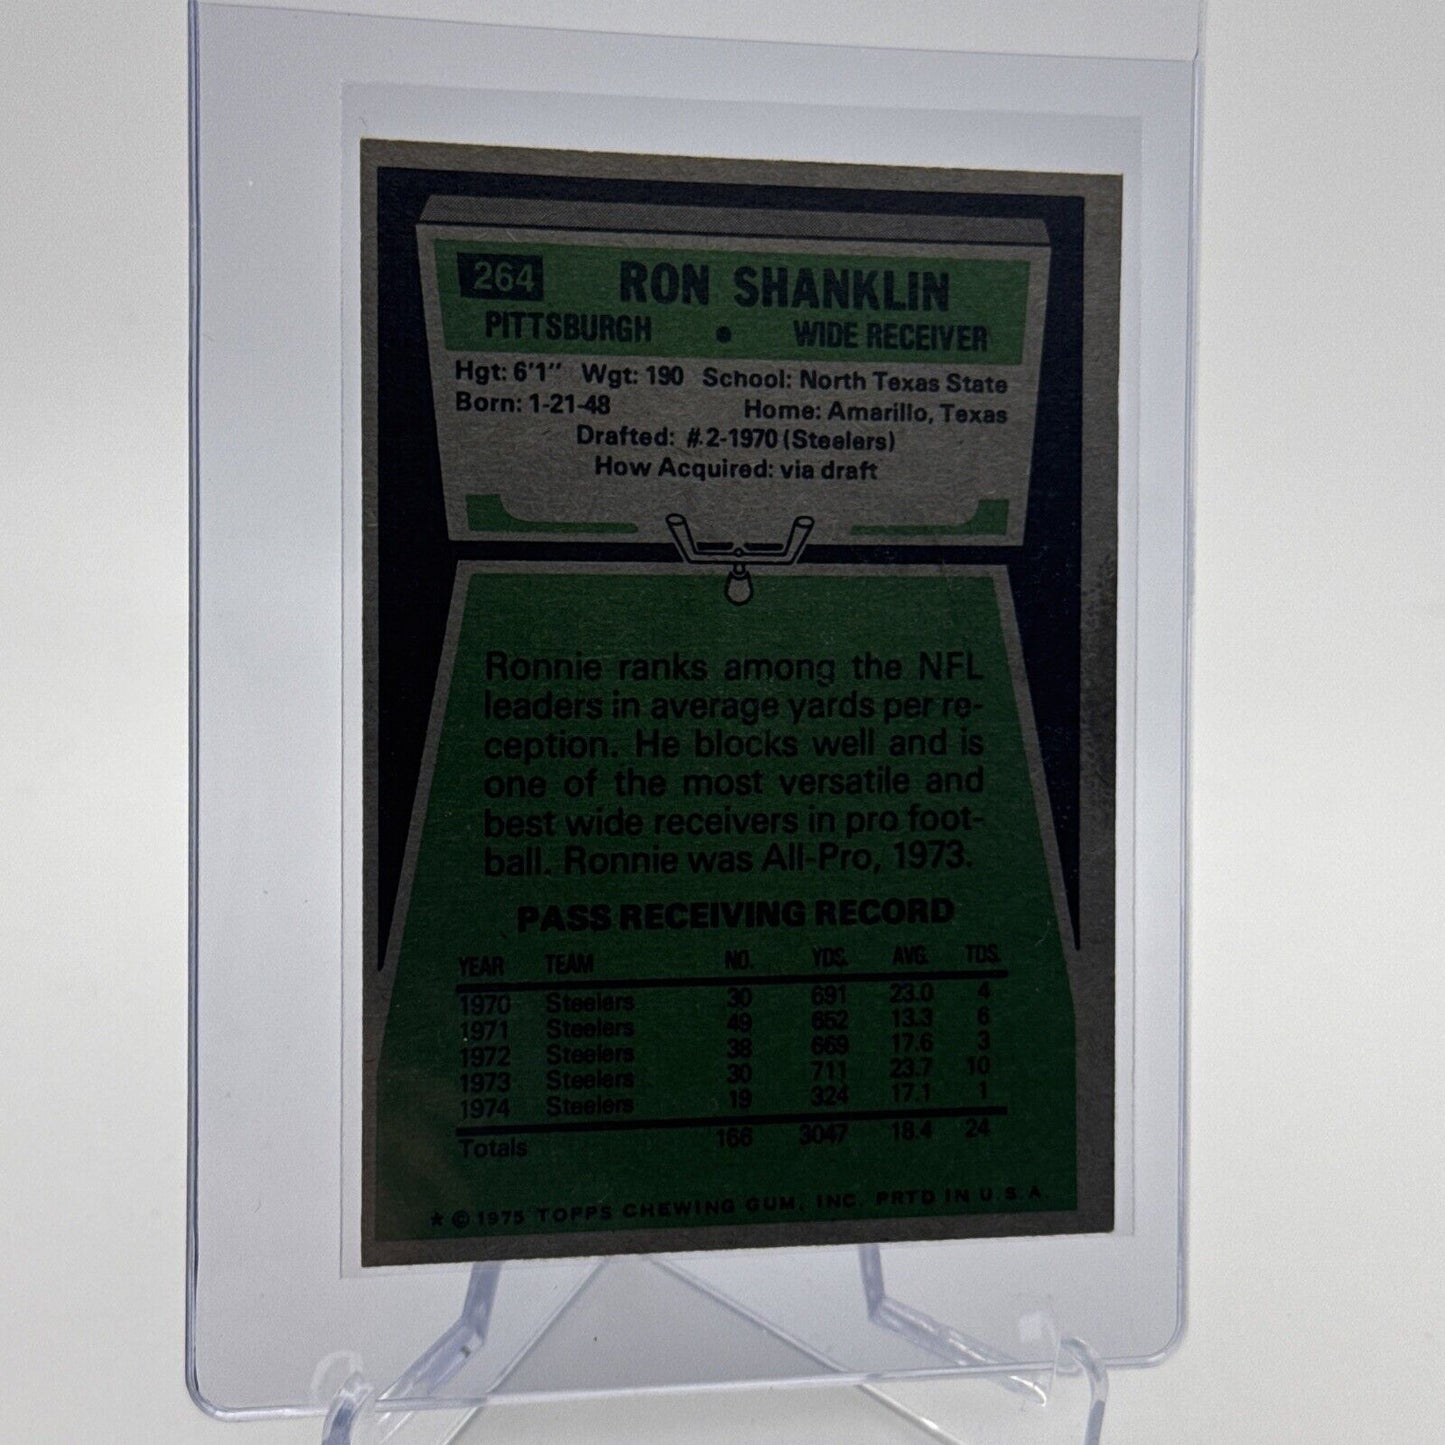 264 RON SHANKLIN
PITTSBURGH • WIDE RECEIVER
Hgt: 6'1" Wgt: 190 School: North Texas State
Born: 1-21-48 Home: Amarillo, Texas
Drafted: #2-1970 (Steelers)
How Acquired: via draft
Ronnie ranks among the NFL
leaders in average yards per re-
ception. He blocks well and is
one of the most versatile and
best wide receivers in pro foot-
ball. Ronnie was All-Pro, 1973.
PASS RECEIVING RECORD
YEAR TEAM NO. YDS. AVG. TDS.
1970 Steelers 30 691 23.0 4
1971 Steelers 49 652 13.3 6
1972 Steelers 38 669 17.6 3
1973 Steelers 30 711 23.7 10
1974 Steelers 19 324 17.1 1
Totals 166 3047 18.4 24
★ © 1975 TOPPS CHEWING GUM, INC. PRTD IN U.S.A.